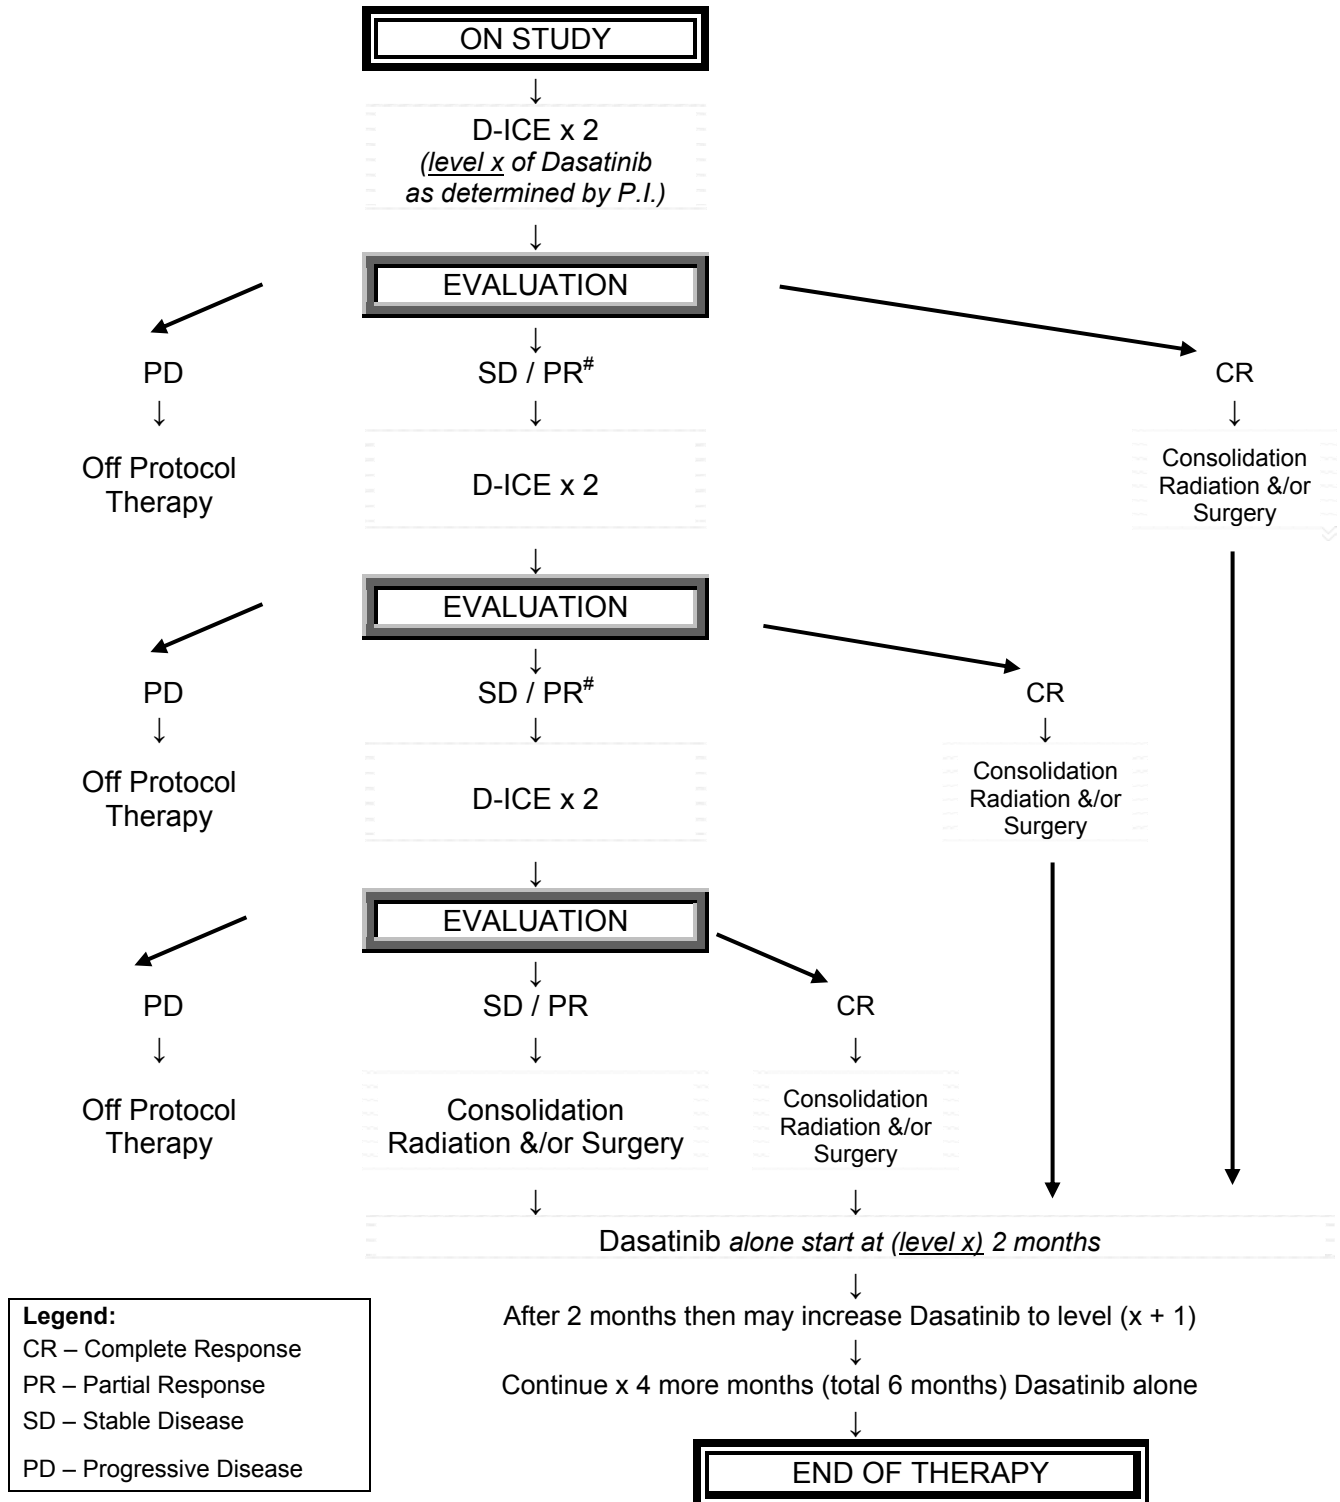 ON STUDY
↓
D-ICE x 2
(level x of Dasatinib
as determined by P.I.)
↓
EVALUATION
↓
PD
SD / PR#
CR
↓
↓
↓
Off Protocol
Therapy
D-ICE x 2
Consolidation
Radiation &/or
Surgery
↓
EVALUATION
↓
PD
SD / PR#
CR
↓
↓
↓
Off Protocol
Therapy
D-ICE x 2
Consolidation
Radiation &/or
Surgery
↓
EVALUATION
↓
PD
SD / PR
CR
↓
↓
↓
Off Protocol
Therapy
Consolidation
Radiation &/or Surgery
Consolidation
Radiation &/or
Surgery
↓
↓
Dasatinib alone start at (level x) 2 months
↓
After 2 months then may increase Dasatinib to level (x + 1)
↓
Continue x 4 more months (total 6 months) Dasatinib alone
↓
END OF THERAPY
Legend:
CR – Complete Response
PR – Partial Response
SD – Stable Disease
PD – Progressive Disease